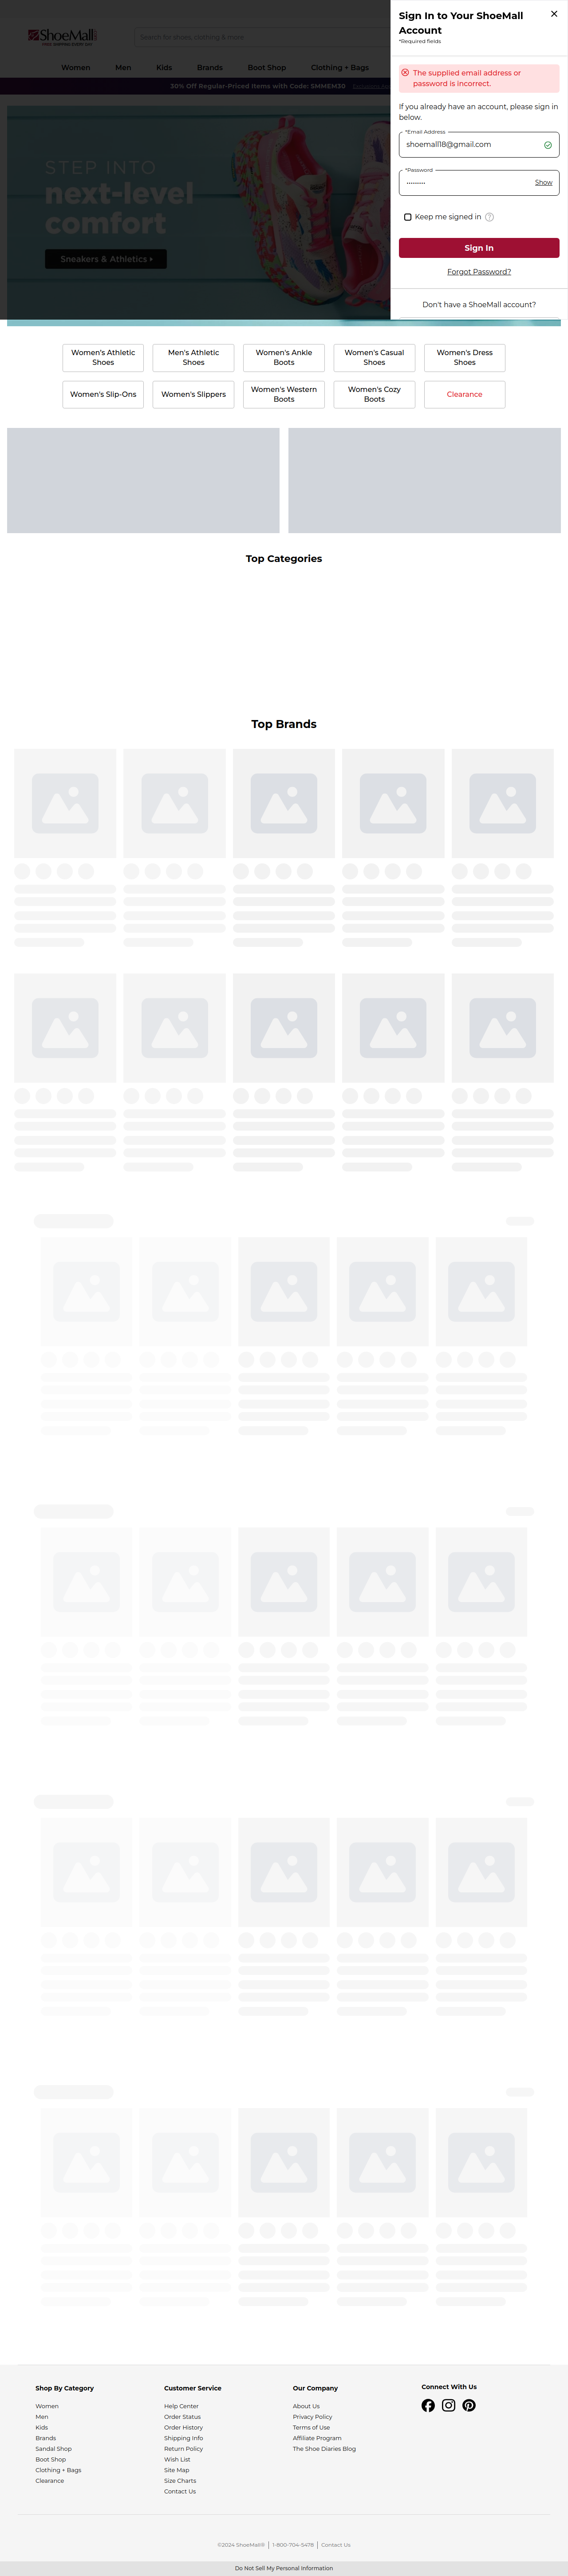 Sign In to Your ShoeMall
Account
*Required fields
The supplied email address or
password is incorrect.
If you already have an account, please sign in
below.
*Email Address
shoemall18@gmail.com
*Password
Show
Keep me signed in
Sign In
Forgot Password?
Don't have a ShoeMall account?
ShoeMall
Search for shoes, clothing & more
Women Men Kids Brands Boot Shop Clothing + Bags
30% Off Regular-Priced Items with Code: SMMEM30
STEP INTO
next-level
comfort
Sneakers & Athletics
Women's Athletic
Shoes
Men's Athletic
Shoes
Women's Ankle
Boots
Women's Casual
Shoes
Women's Dress
Shoes
Women's Slip-Ons
Women's Slippers
Women's Western
Boots
Women's Cozy
Boots
Clearance
Top Categories
Top Brands
Shop By Category
Women
Men
Kids
Brands
Sandal Shop
Boot Shop
Clothing + Bags
Clearance
Customer Service
Help Center
Order Status
Order History
Shipping Info
Return Policy
Wish List
Site Map
Size Charts
Contact Us
Our Company
About Us
Privacy Policy
Terms of Use
Affiliate Program
The Shoe Diaries Blog
Connect With Us
©2024 ShoeMall® | 1-800-704-5478 | Contact Us
Do Not Sell My Personal Information